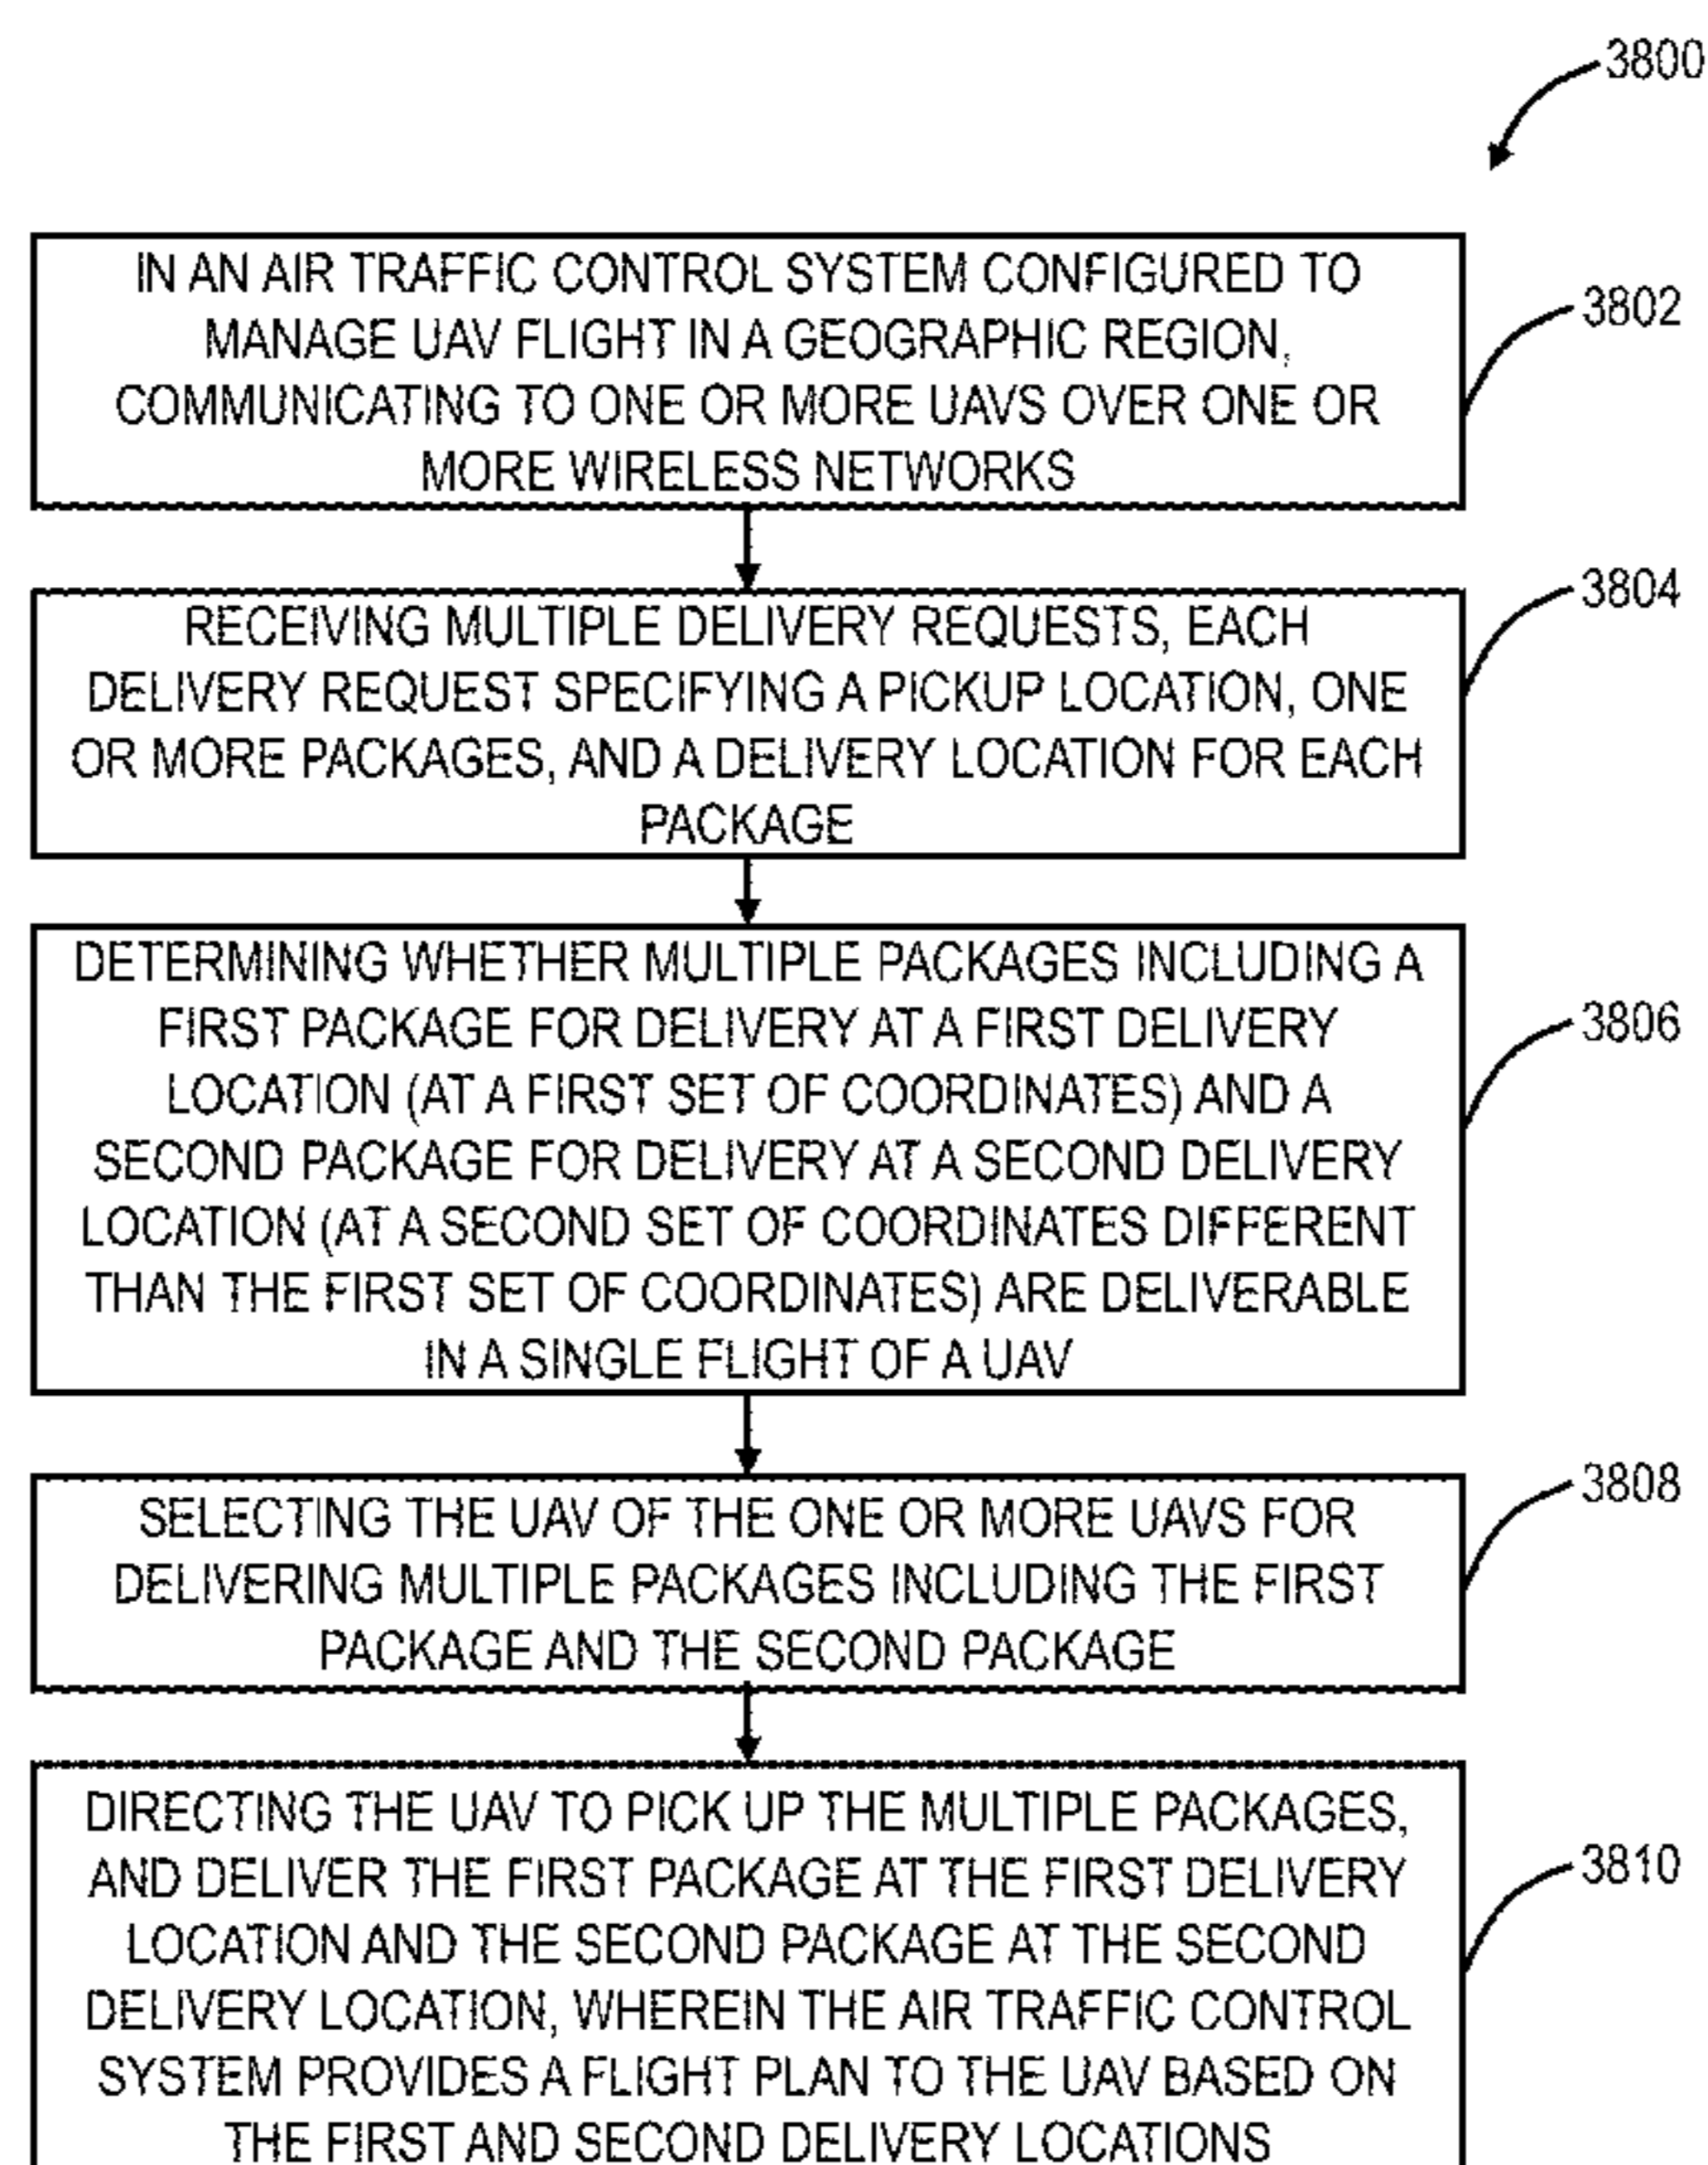 3800
IN AN AIR TRAFFIC CONTROL SYSTEM CONFIGURED TO
MANAGE UAV FLIGHT IN A GEOGRAPHIC REGION,
COMMUNICATING TO ONE OR MORE UAVS OVER ONE OR
MORE WIRELESS NETWORKS
3802
RECEIVING MULTIPLE DELIVERY REQUESTS, EACH
DELIVERY REQUEST SPECIFYING A PICKUP LOCATION, ONE
OR MORE PACKAGES, AND A DELIVERY LOCATION FOR EACH
PACKAGE
3804
DETERMINING WHETHER MULTIPLE PACKAGES INCLUDING A
FIRST PACKAGE FOR DELIVERY AT A FIRST DELIVERY
LOCATION (AT A FIRST SET OF COORDINATES) AND A
SECOND PACKAGE FOR DELIVERY AT A SECOND DELIVERY
LOCATION (AT A SECOND SET OF COORDINATES DIFFERENT
THAN THE FIRST SET OF COORDINATES) ARE DELIVERABLE
IN A SINGLE FLIGHT OF A UAV
3806
SELECTING THE UAV OF THE ONE OR MORE UAVS FOR
DELIVERING MULTIPLE PACKAGES INCLUDING THE FIRST
PACKAGE AND THE SECOND PACKAGE
3808
DIRECTING THE UAV TO PICK UP THE MULTIPLE PACKAGES,
AND DELIVER THE FIRST PACKAGE AT THE FIRST DELIVERY
LOCATION AND THE SECOND PACKAGE AT THE SECOND
DELIVERY LOCATION, WHEREIN THE AIR TRAFFIC CONTROL
SYSTEM PROVIDES A FLIGHT PLAN TO THE UAV BASED ON
THE FIRST AND SECOND DELIVERY LOCATIONS
3810